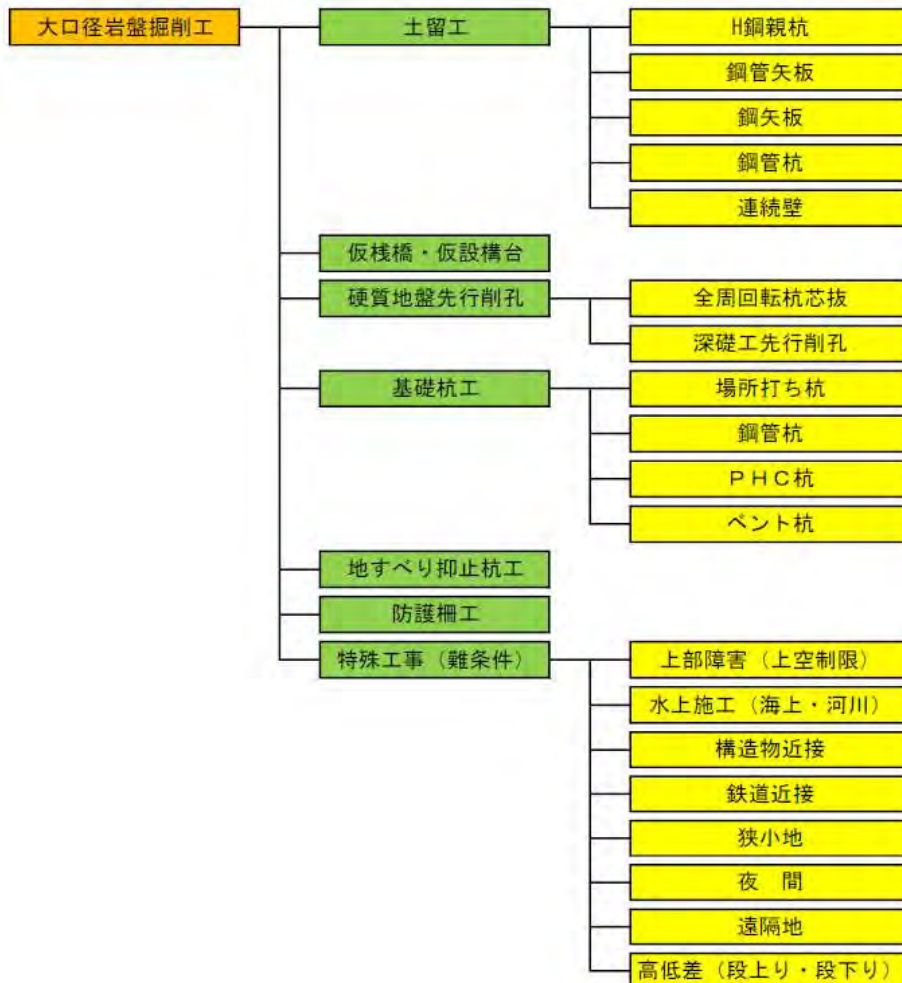 大口径岩盤掘削工
土留工
H鋼親杭
鋼管矢板
鋼矢板
鋼管杭
連続壁
仮桟橋・仮設構台
硬質地盤先行削孔
全周回転杭芯抜
深礎工先行削孔
基礎杭工
場所打ち杭
鋼管杭
ＰＨＣ杭
ベント杭
地すべり抑止杭工
防護柵工
特殊工事（難条件）
上部障害（上空制限）
水上施工（海上・河川）
構造物近接
鉄道近接
狭小地
夜　間
遠隔地
高低差（段上り・段下り）